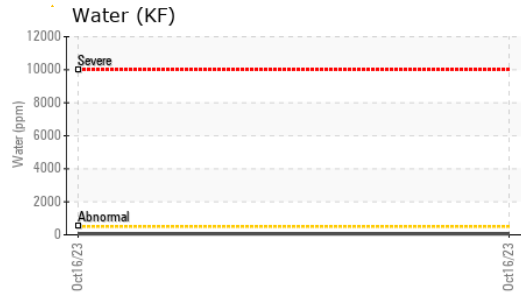 Water (KF)
12000
Severe
10000
8000
6000
4000
2000
Abnormal
0
Water (ppm)
Oct16/23
Oct16/23